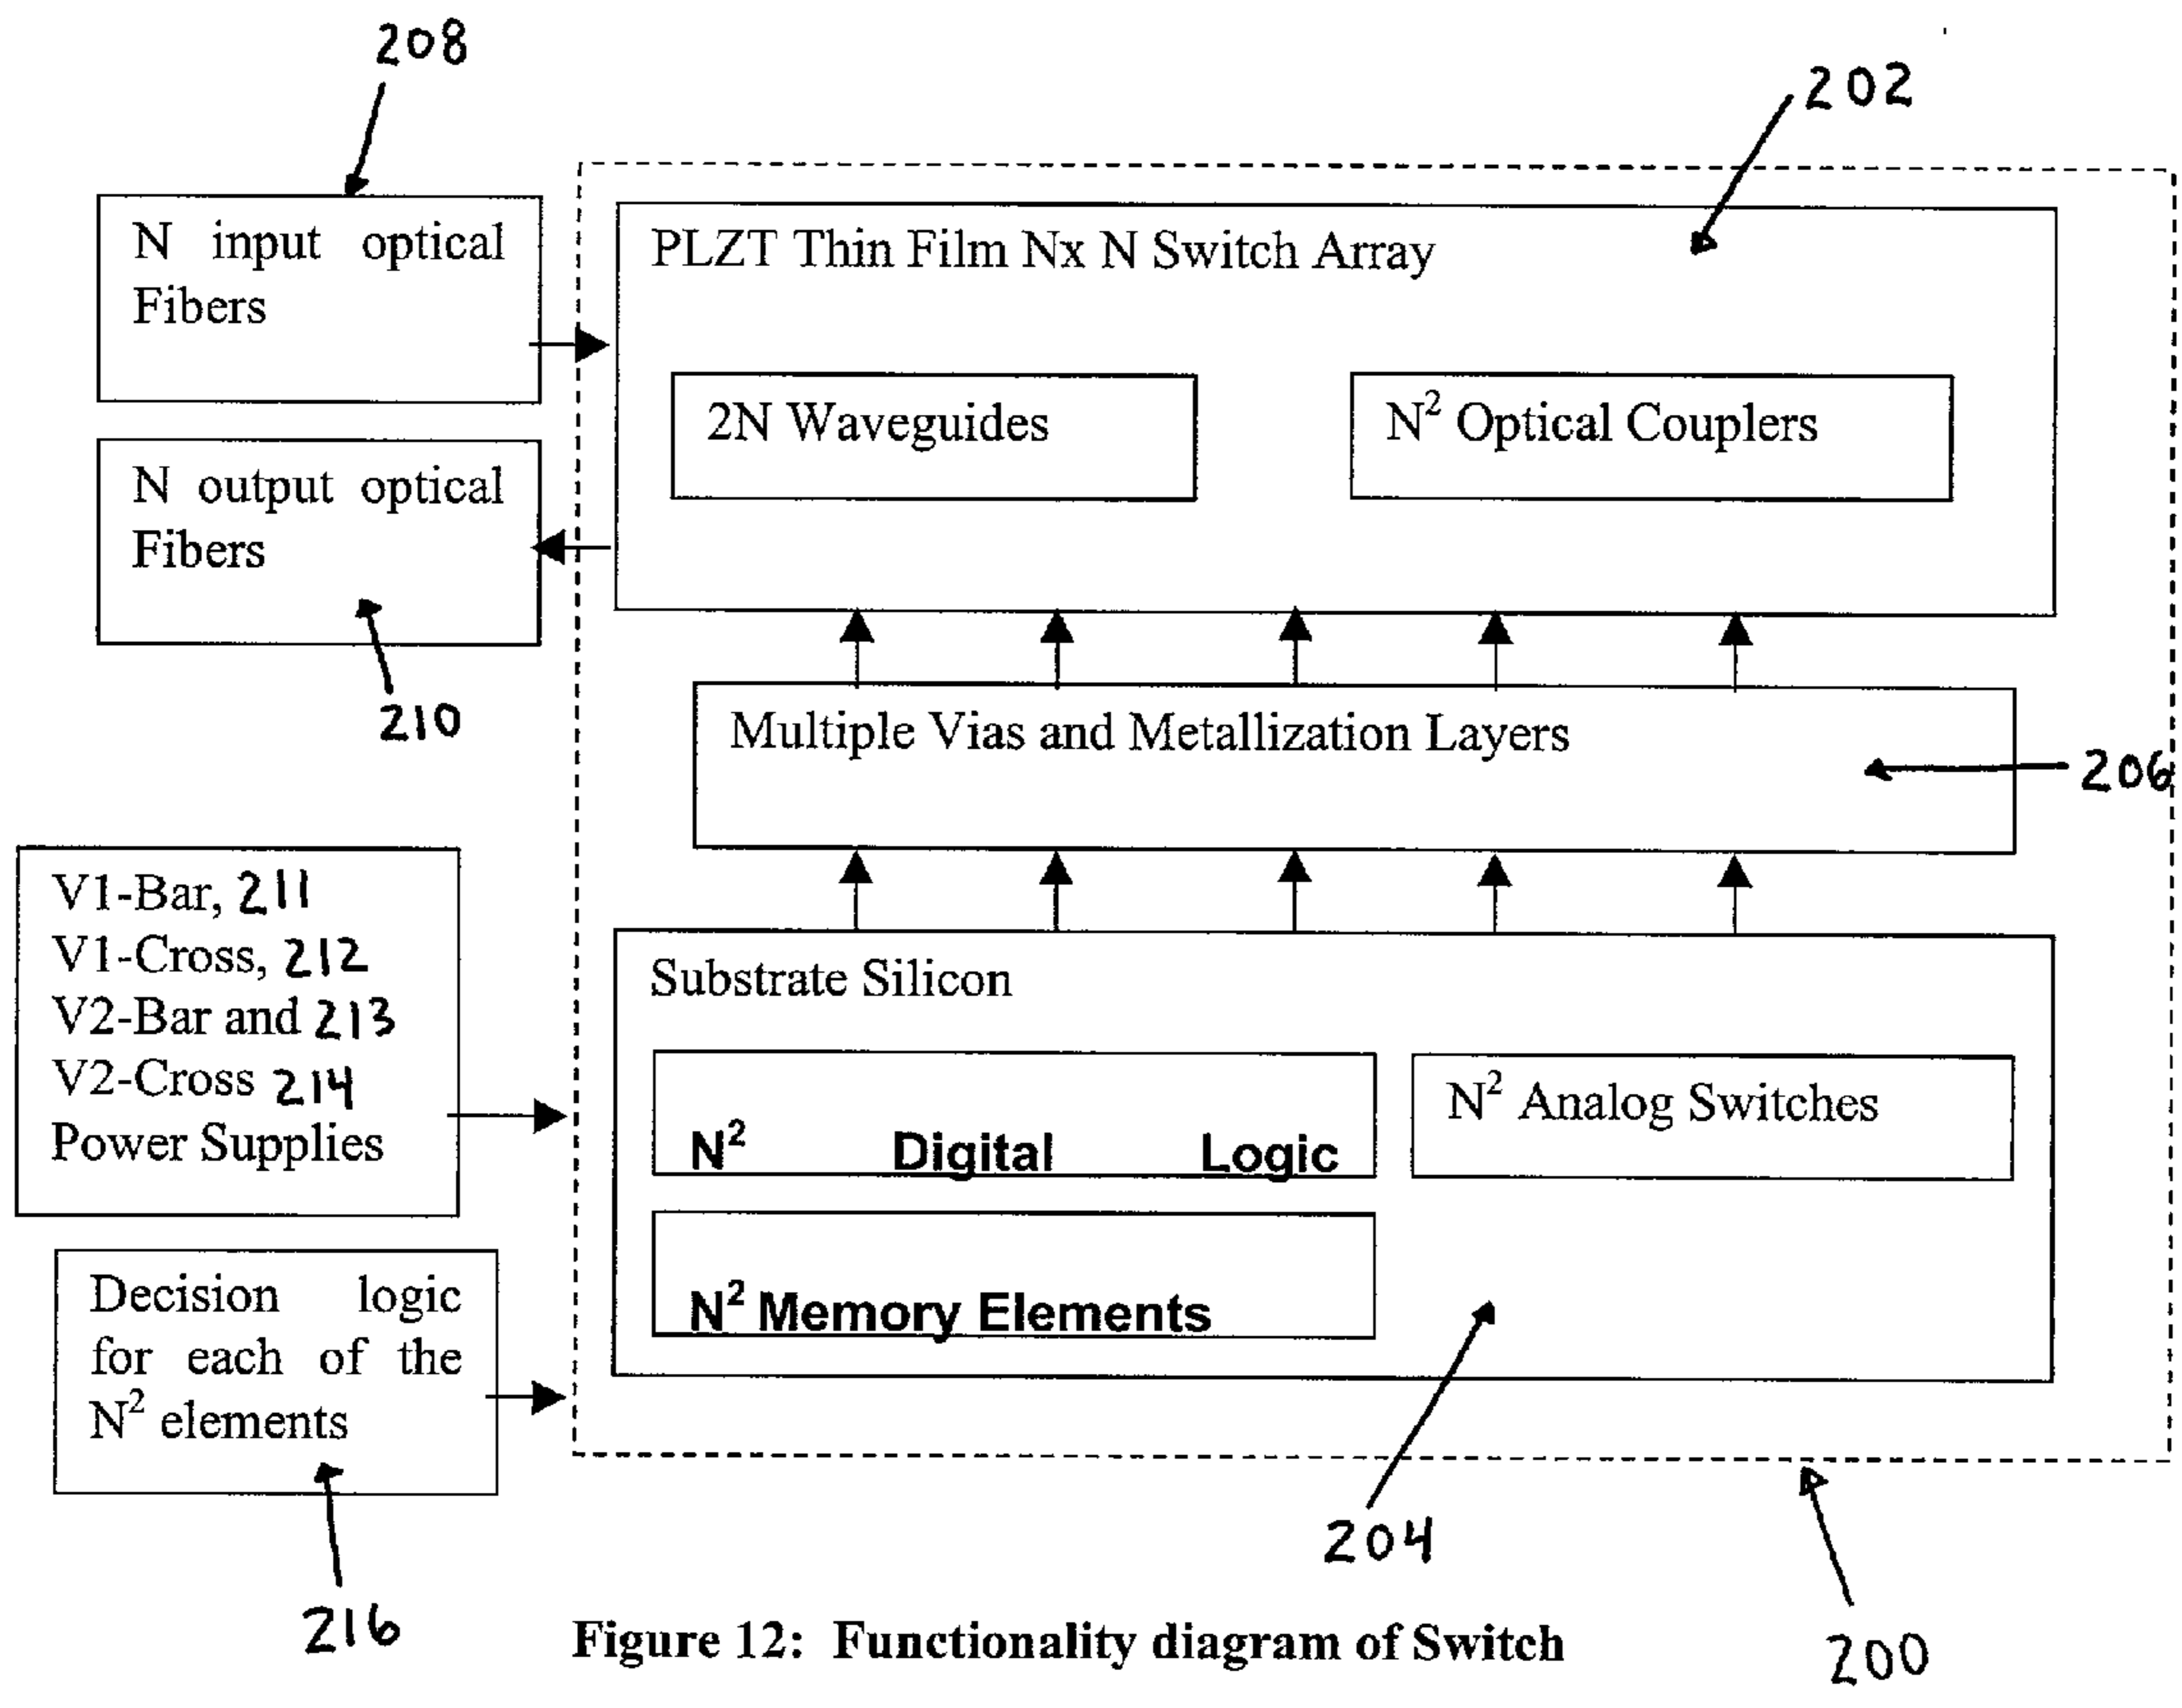 208
202
N input optical
Fibers
PLZT Thin Film Nx N Switch Array
2N Waveguides
N² Optical Couplers
N output optical
Fibers
210
Multiple Vias and Metallization Layers
206
V1-Bar, 211
V1-Cross, 212
V2-Bar and 213
V2-Cross 214
Power Supplies
Substrate Silicon
N² Digital Logic
N² Analog Switches
N² Memory Elements
Decision logic
for each of the
N² elements
204
216
200
Figure 12: Functionality diagram of Switch